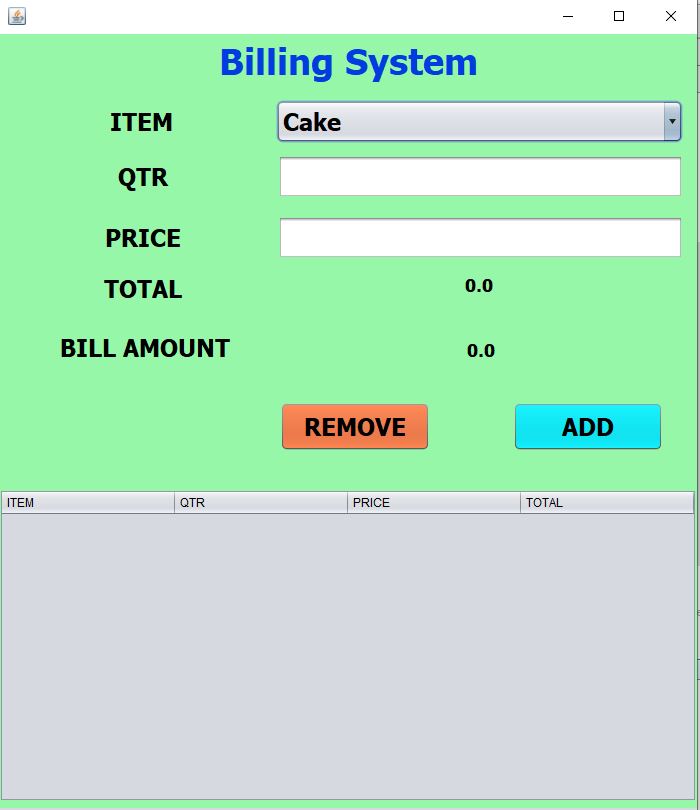 Billing System
ITEM Cake
QTR
PRICE
TOTAL 0.0
BILL AMOUNT 0.0
REMOVE ADD
ITEM QTR PRICE TOTAL